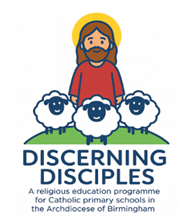 DISCERNING
DISCIPLES
A religious education programme
for Catholic primary schools in
the Archdiocese of Birmingham